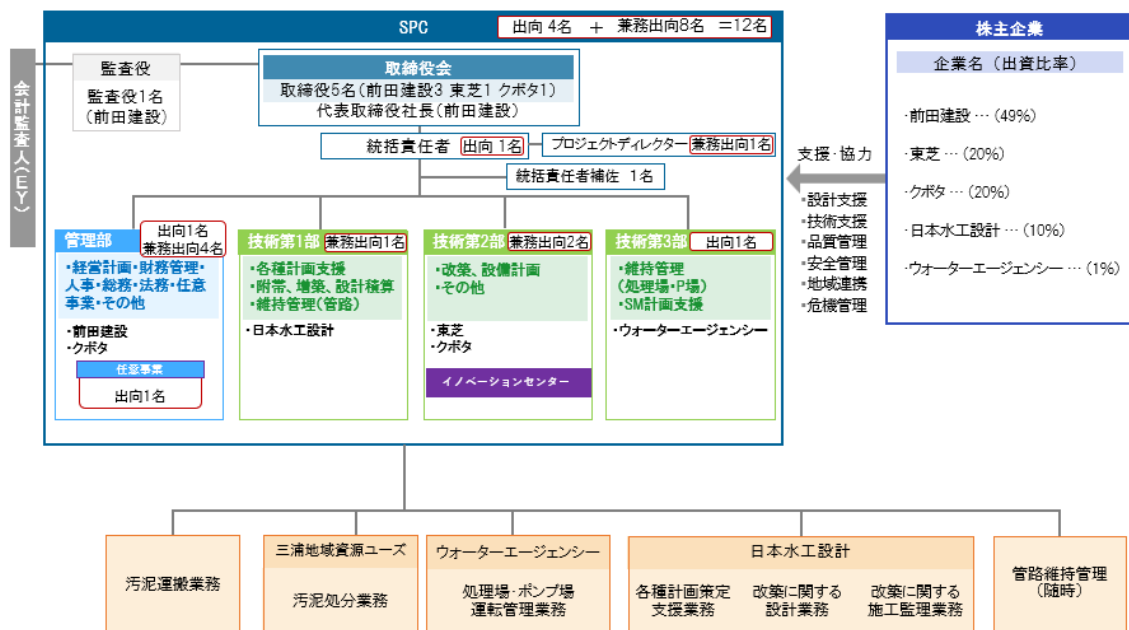 SPC
出向 4名 + 兼務出向8名 =12名
会計監査人(EY)
監査役
監査役1名
(前田建設)
取締役会
取締役5名(前田建設3 東芝1 クボタ1)
代表取締役社長(前田建設)
統括責任者 出向 1名
プロジェクトディレクター 兼務出向1名
統括責任者補佐 1名
管理部
出向1名
兼務出向4名
・経営計画・財務管理・
人事・総務・法務・任意
事業・その他
・前田建設
・クボタ
任意事業
出向1名
技術第1部 兼務出向1名
・各種計画支援
・附帯、増築、設計積算
・維持管理(管路)
・日本水工設計
技術第2部 兼務出向2名
・改築、設備計画
・その他
・東芝
・クボタ
イノベーションセンター
技術第3部 出向1名
・維持管理
(処理場・P場)
・SM計画支援
・ウォーターエージェンシー
支援・協力
・設計支援
・技術支援
・品質管理
・安全管理
・地域連携
・危機管理
株主企業
企業名(出資比率)
・前田建設 … (49%)
・東芝 … (20%)
・クボタ … (20%)
・日本水工設計 … (10%)
・ウォーターエージェンシー … (1%)
汚泥運搬業務
三浦地域資源ユーズ
汚泥処分業務
ウォーターエージェンシー
処理場・ポンプ場
運転管理業務
日本水工設計
各種計画策定
支援業務
改築に関する
設計業務
改築に関する
施工監理業務
管路維持管理
(随時)